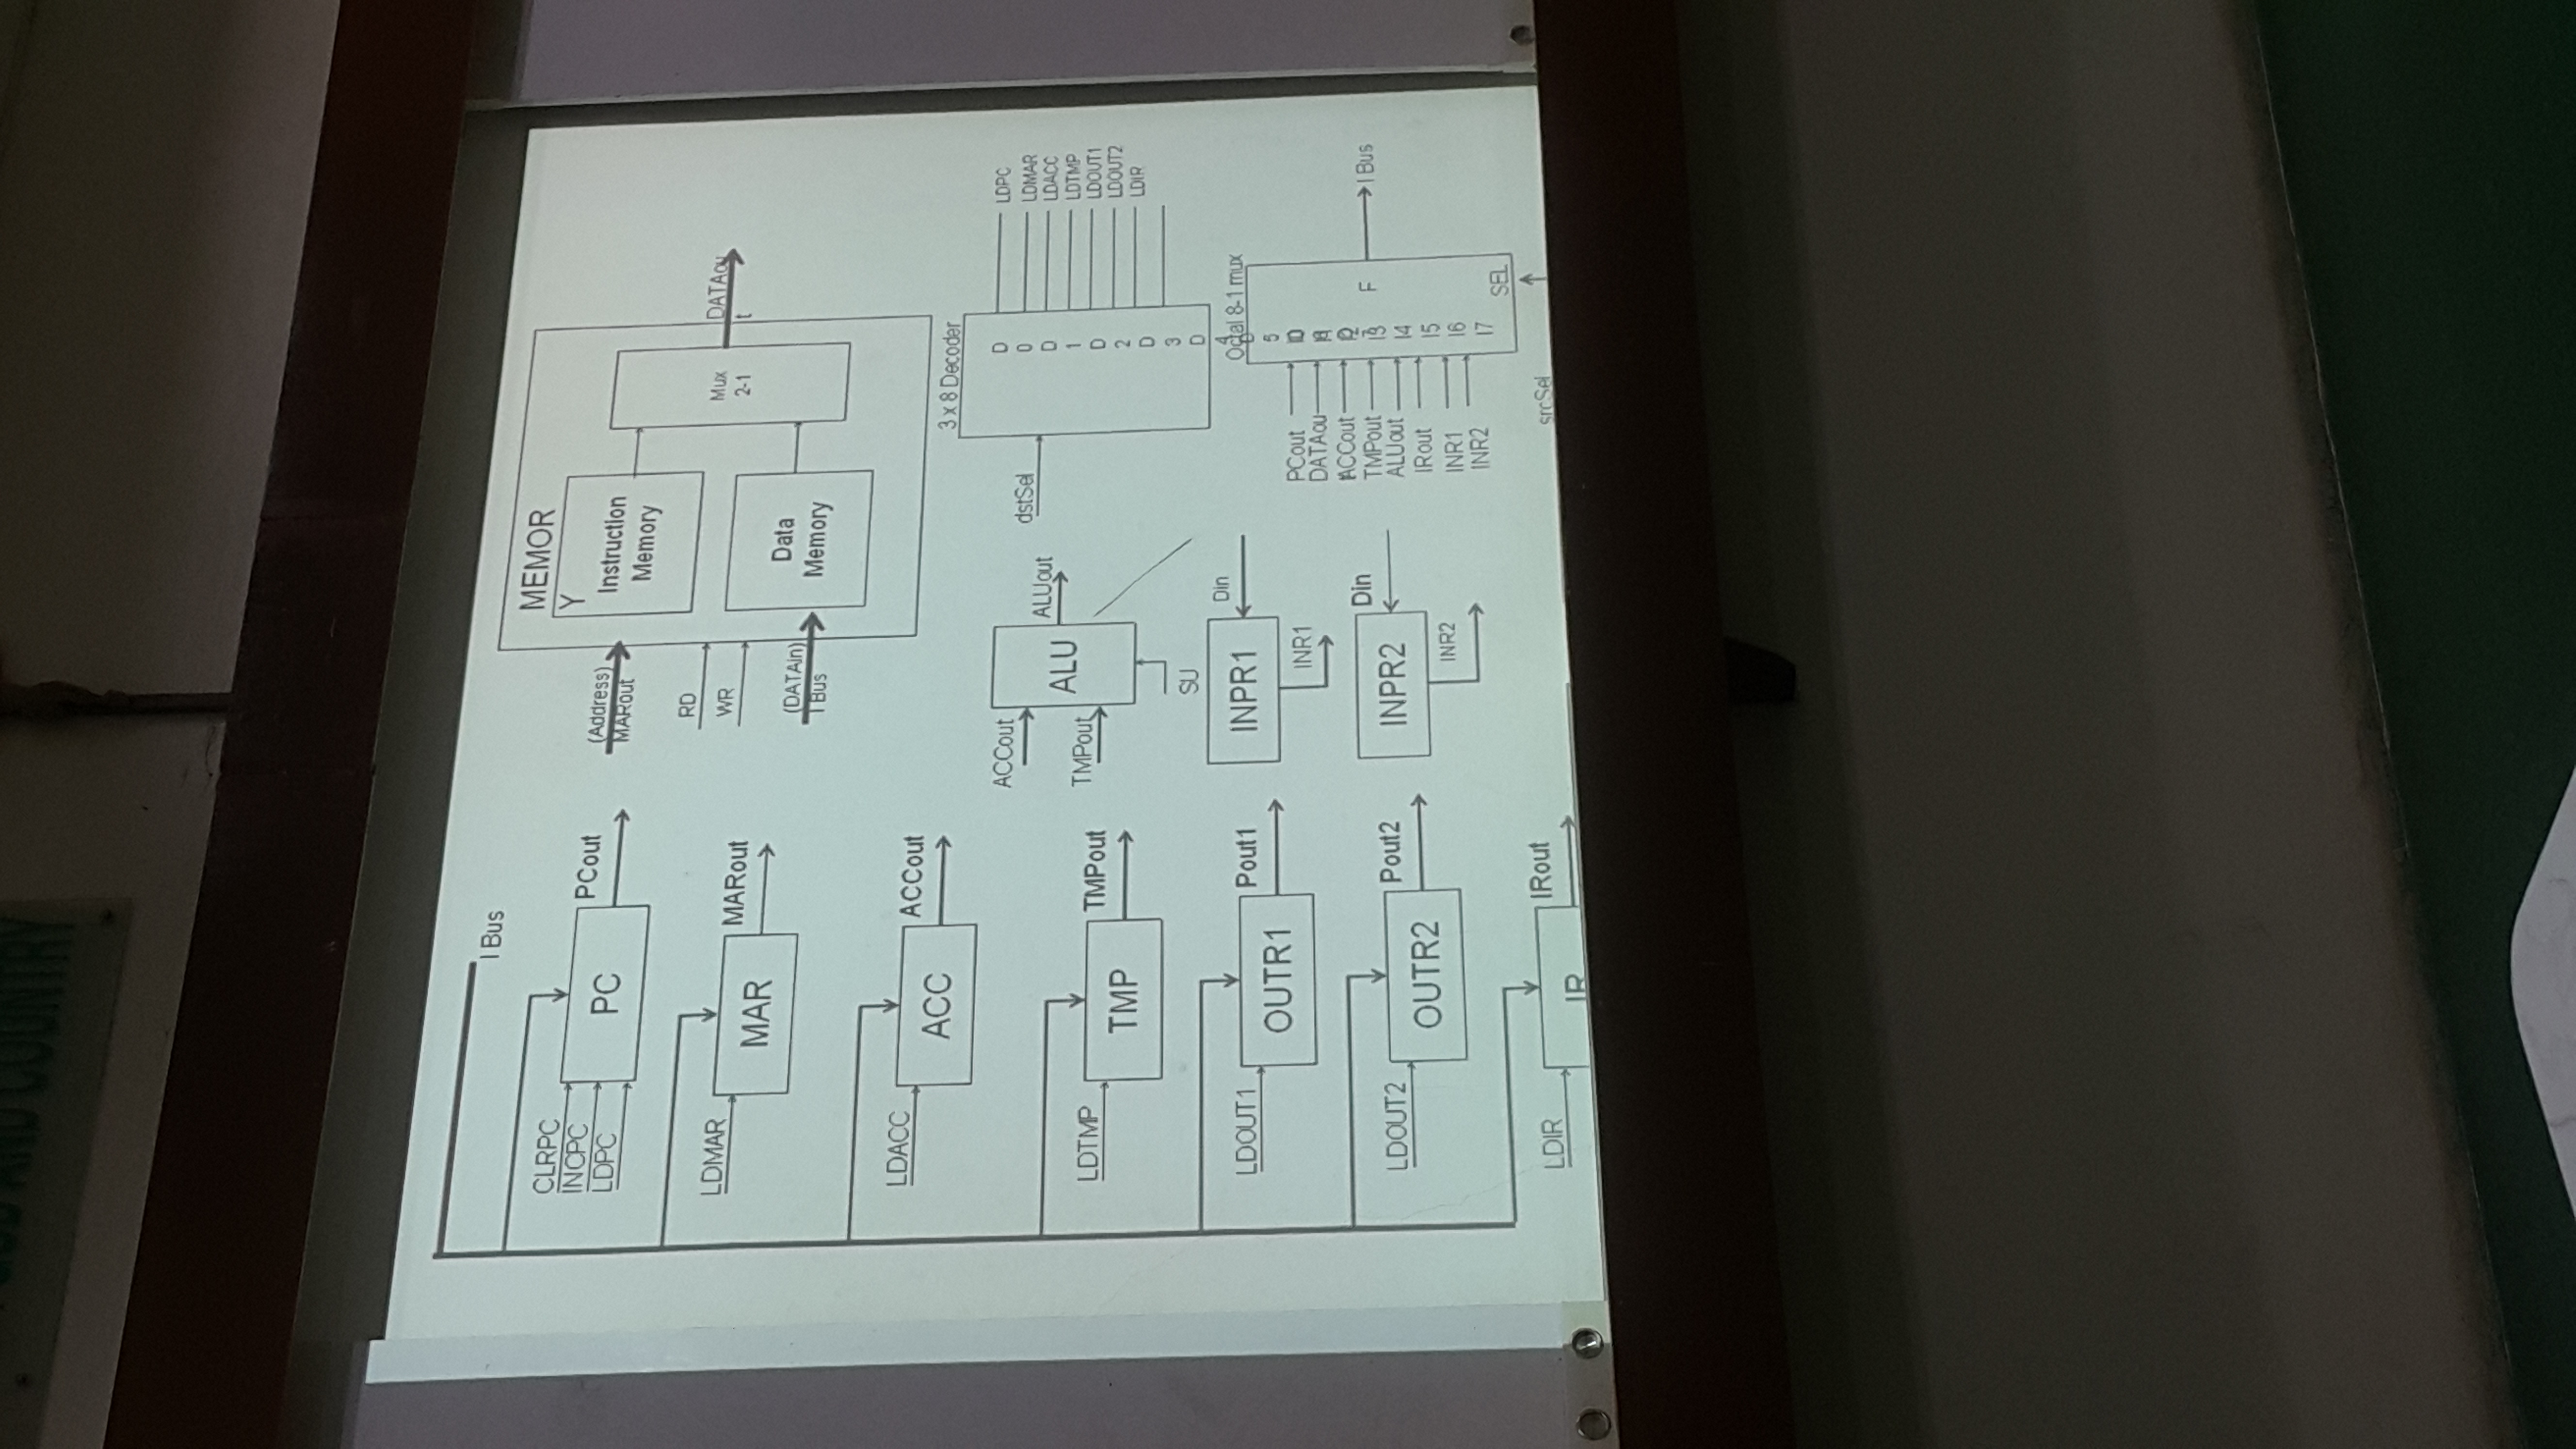 AND COUNTRY
I Bus
CLRPC
INCPC
LDPC
PC
PCout
LDMAR
MAR
MARout
LDACC
ACC
ACCout
LDTMP
TMP
TMPout
LDOUT1
OUTR1
Pout1
LDOUT2
OUTR2
Pout2
LDIR
IR
IRout
MEMOR
Y
Instruction
Memory
(Address)
MARout
RD
WR
(DATAin)
I Bus
Data
Memory
Mux
2-1
DATAou
t
ACCout
TMPout
ALU
ALUout
SU
INPR1
Din
INR1
INPR2
Din
INR2
3 x 8 Decoder
dstSel
D
0
D
1
D
2
D
3
D
4
5
LDPC
LDMAR
LDACC
LDTMP
LDOUT1
LDOUT2
LDIR
Octal 8-1 mux
PCout
DATAou
ACCout
TMPout
ALUout
IRout
INR1
INR2
I3
I4
I5
I6
I7
F
SEL
I Bus
srcSel